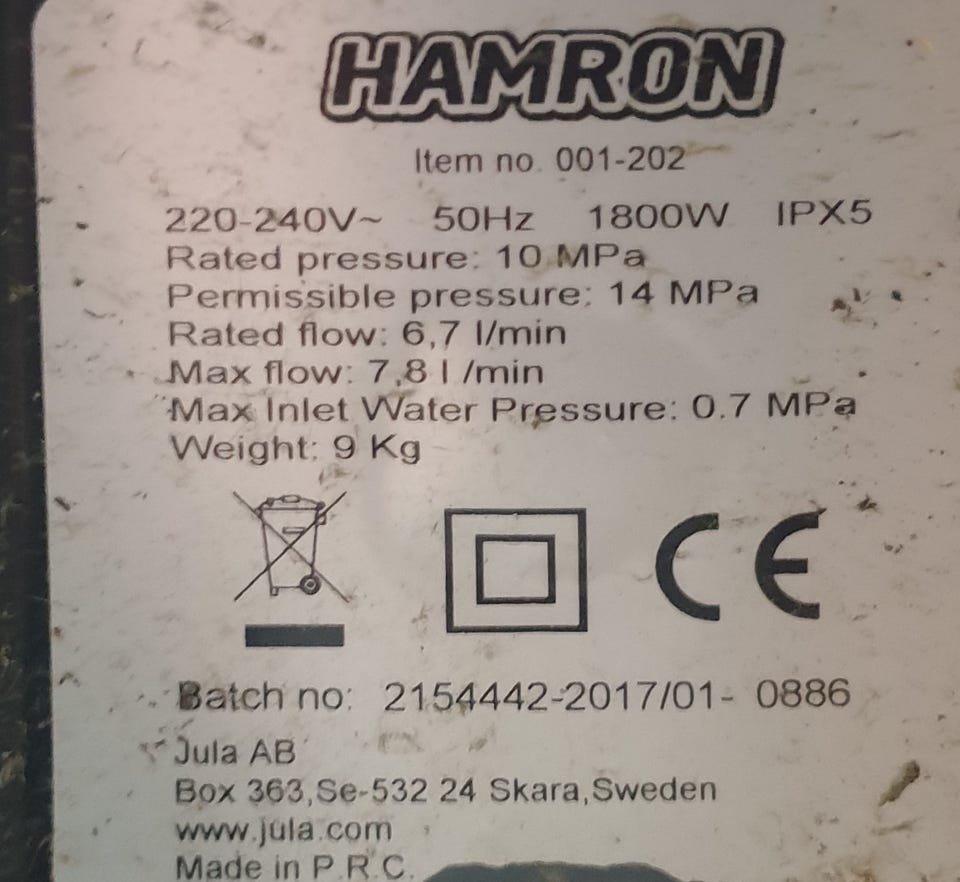 HAMRON
Item no. 001-202
220-240V~ 50Hz 1800W IPX5
Rated pressure: 10 MPa
Permissible pressure: 14 MPa
Rated flow: 6,7 l/min
Max flow: 7,8 l /min
Max Inlet Water Pressure: 0.7 MPa
Weight: 9 Kg
CE
Batch no: 2154442-2017/01- 0886
Jula AB
Box 363,Se-532 24 Skara,Sweden
www.jula.com
Made in P.R.C.